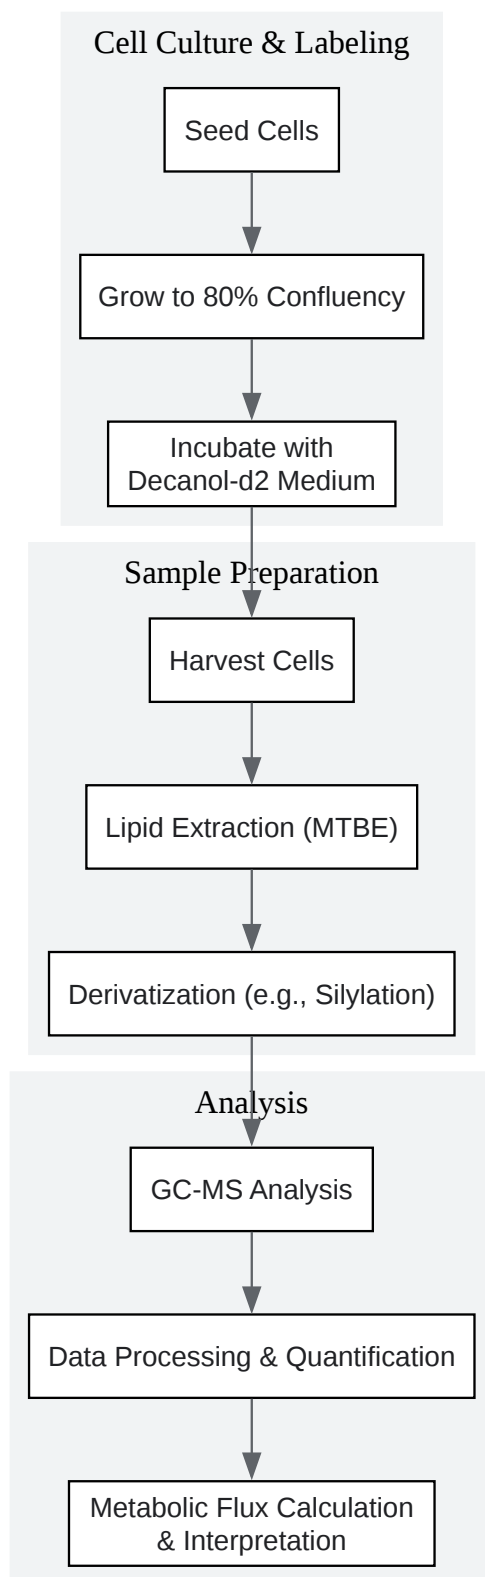 Cell Culture & Labeling
Seed Cells
Grow to 80% Confluency
Incubate with
Decanol-d2 Medium
Sample Preparation
Harvest Cells
Lipid Extraction (MTBE)
Derivatization (e.g., Silylation)
Analysis
GC-MS Analysis
Data Processing & Quantification
Metabolic Flux Calculation
& Interpretation